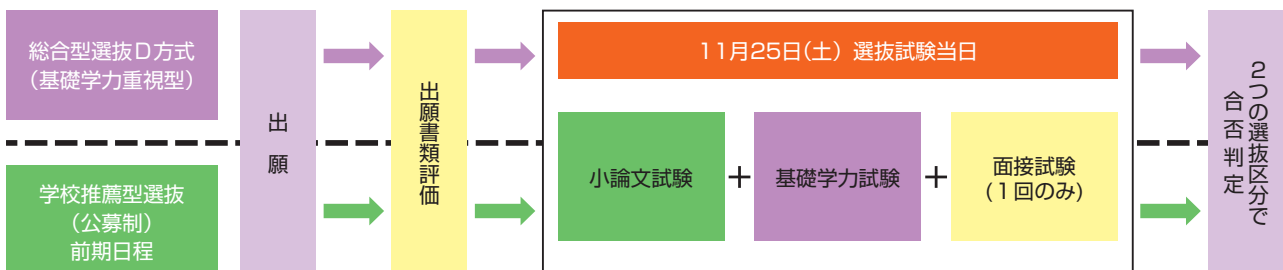 総合型選抜D方式
(基礎学力重視型)
学校推薦型選抜
(公募制)
前期日程
出願
出願書類評価
11月25日(土) 選抜試験当日
小論文試験
+
基礎学力試験
+
面接試験
(1回のみ)
2つの選抜区分で
合否判定